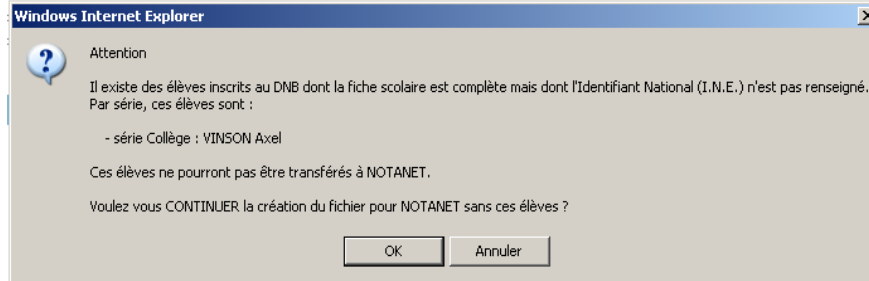 Windows Internet Explorer
Attention
Il existe des élèves inscrits au DNB dont la fiche scolaire est complète mais dont l'Identifiant National (I.N.E.) n'est pas renseigné.
Par série, ces élèves sont :
- série Collège : VINSON Axel
Ces élèves ne pourront pas être transférés à NOTANET.
Voulez vous CONTINUER la création du fichier pour NOTANET sans ces élèves ?
OK Annuler